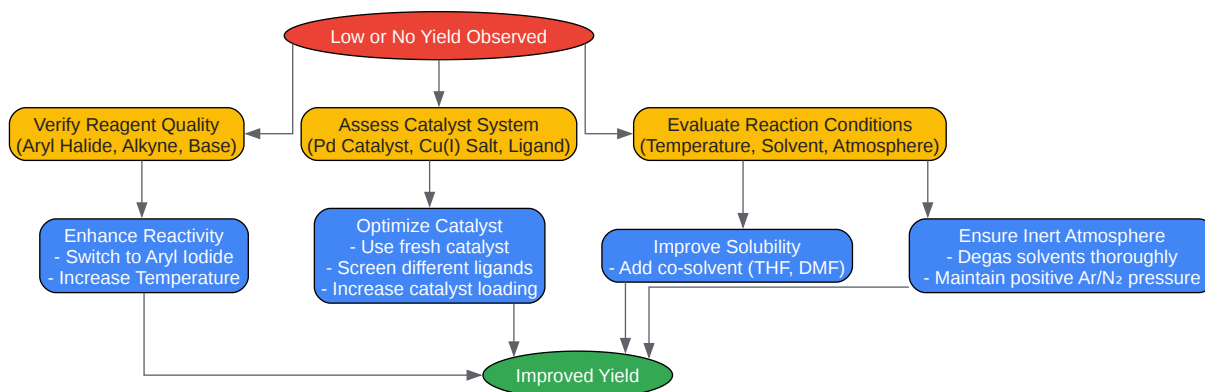 Low or No Yield Observed
Verify Reagent Quality
(Aryl Halide, Alkyne, Base)
Assess Catalyst System
(Pd Catalyst, Cu(I) Salt, Ligand)
Evaluate Reaction Conditions
(Temperature, Solvent, Atmosphere)
Enhance Reactivity
- Switch to Aryl Iodide
- Increase Temperature
Optimize Catalyst
- Use fresh catalyst
- Screen different ligands
- Increase catalyst loading
Improve Solubility
- Add co-solvent (THF, DMF)
Ensure Inert Atmosphere
- Degas solvents thoroughly
- Maintain positive Ar/N₂ pressure
Improved Yield